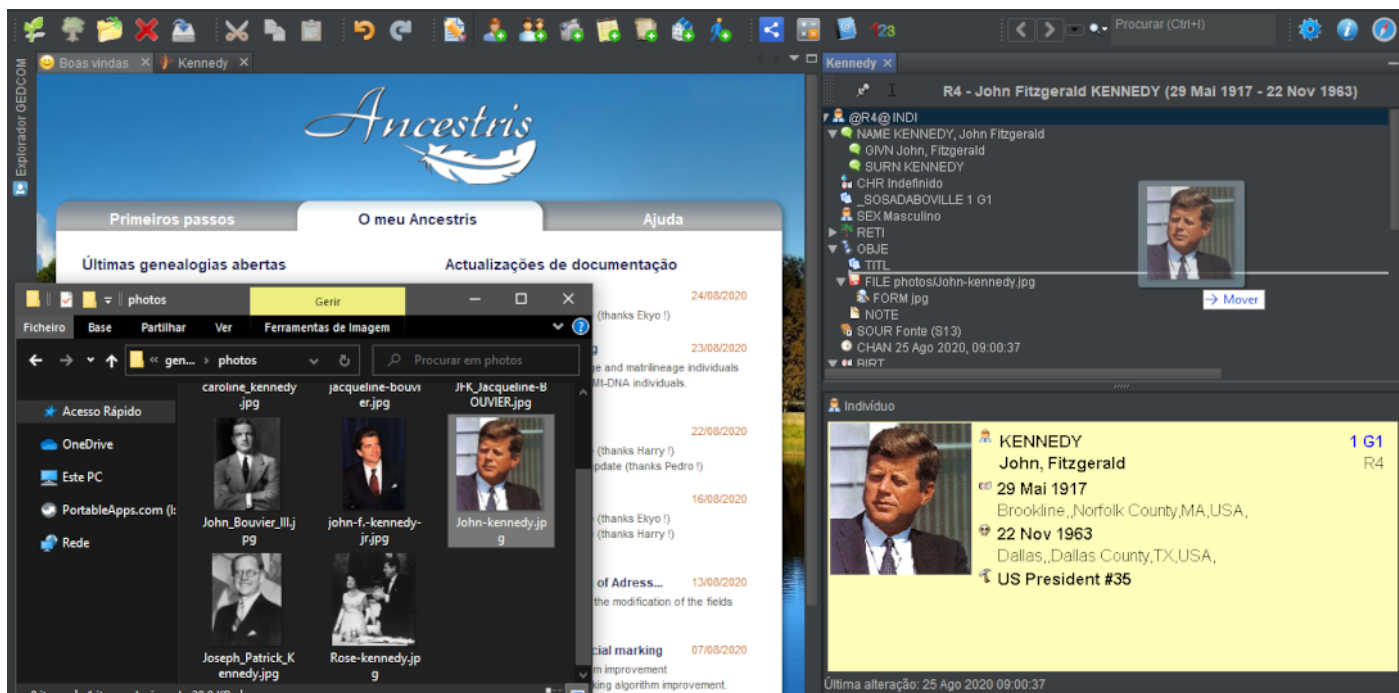 Procurar (Ctrl+I)
123
Explorador GEDCOM
Boas vindas
Kennedy
Ancestris
Primeiros passos
O meu Ancestris
Ajuda
Últimas genealogias abertas
Actualizações de documentação
24/08/2020
(thanks Ekyo !)
23/08/2020
ge and matrilineage individuals
Mt-DNA individuals.
22/08/2020
(thanks Harry !)
pdate (thanks Pedro !)
16/08/2020
(thanks Ekyo !)
(thanks Harry !)
of Adress...
13/08/2020
the modification of the fields
cial marking
07/08/2020
m improvement
king algorithm improvement.
photos
Gerir
Ficheiro
Base
Partilhar
Ver
Ferramentas de Imagem
gen...
photos
Procurar em photos
Acesso Rápido
OneDrive
Este PC
PortableApps.com (I:
Rede
caroline_kennedy
.jpg
jacqueline-bouvi
er.jpg
JFK_Jacqueline-B
OUVIER.jpg
John_Bouvier_III.j
pg
john-f.-kennedy-
jr.jpg
John-kennedy.jp
g
Joseph_Patrick_K
ennedy.jpg
Rose-kennedy.jp
g
Kennedy
R4 - John Fitzgerald KENNEDY (29 Mai 1917 - 22 Nov 1963)
@R4@ INDI
NAME KENNEDY, John Fitzgerald
GIVN John, Fitzgerald
SURN KENNEDY
CHR Indefinido
_SOSADABOVILLE 1 G1
SEX Masculino
RETI
OBJE
TITL
FILE photos/John-kennedy.jpg
FORM jpg
NOTE
SOUR Fonte (S13)
CHAN 25 Ago 2020, 09:00:37
BIRT
Mover
Indivíduo
KENNEDY
1 G1
John, Fitzgerald
R4
29 Mai 1917
Brookline,,Norfolk County,MA,USA,
22 Nov 1963
Dallas,,Dallas County,TX,USA,
US President #35
Última alteração: 25 Ago 2020 09:00:37